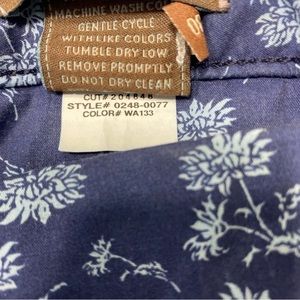 MACHINE WASH COLD
GENTLE CYCLE
WITH LIKE COLORS
TUMBLE DRY LOW
REMOVE PROMPTLY
DO NOT DRY CLEAN
CUT# 204848
STYLE# 0248-0077
COLOR# WA133